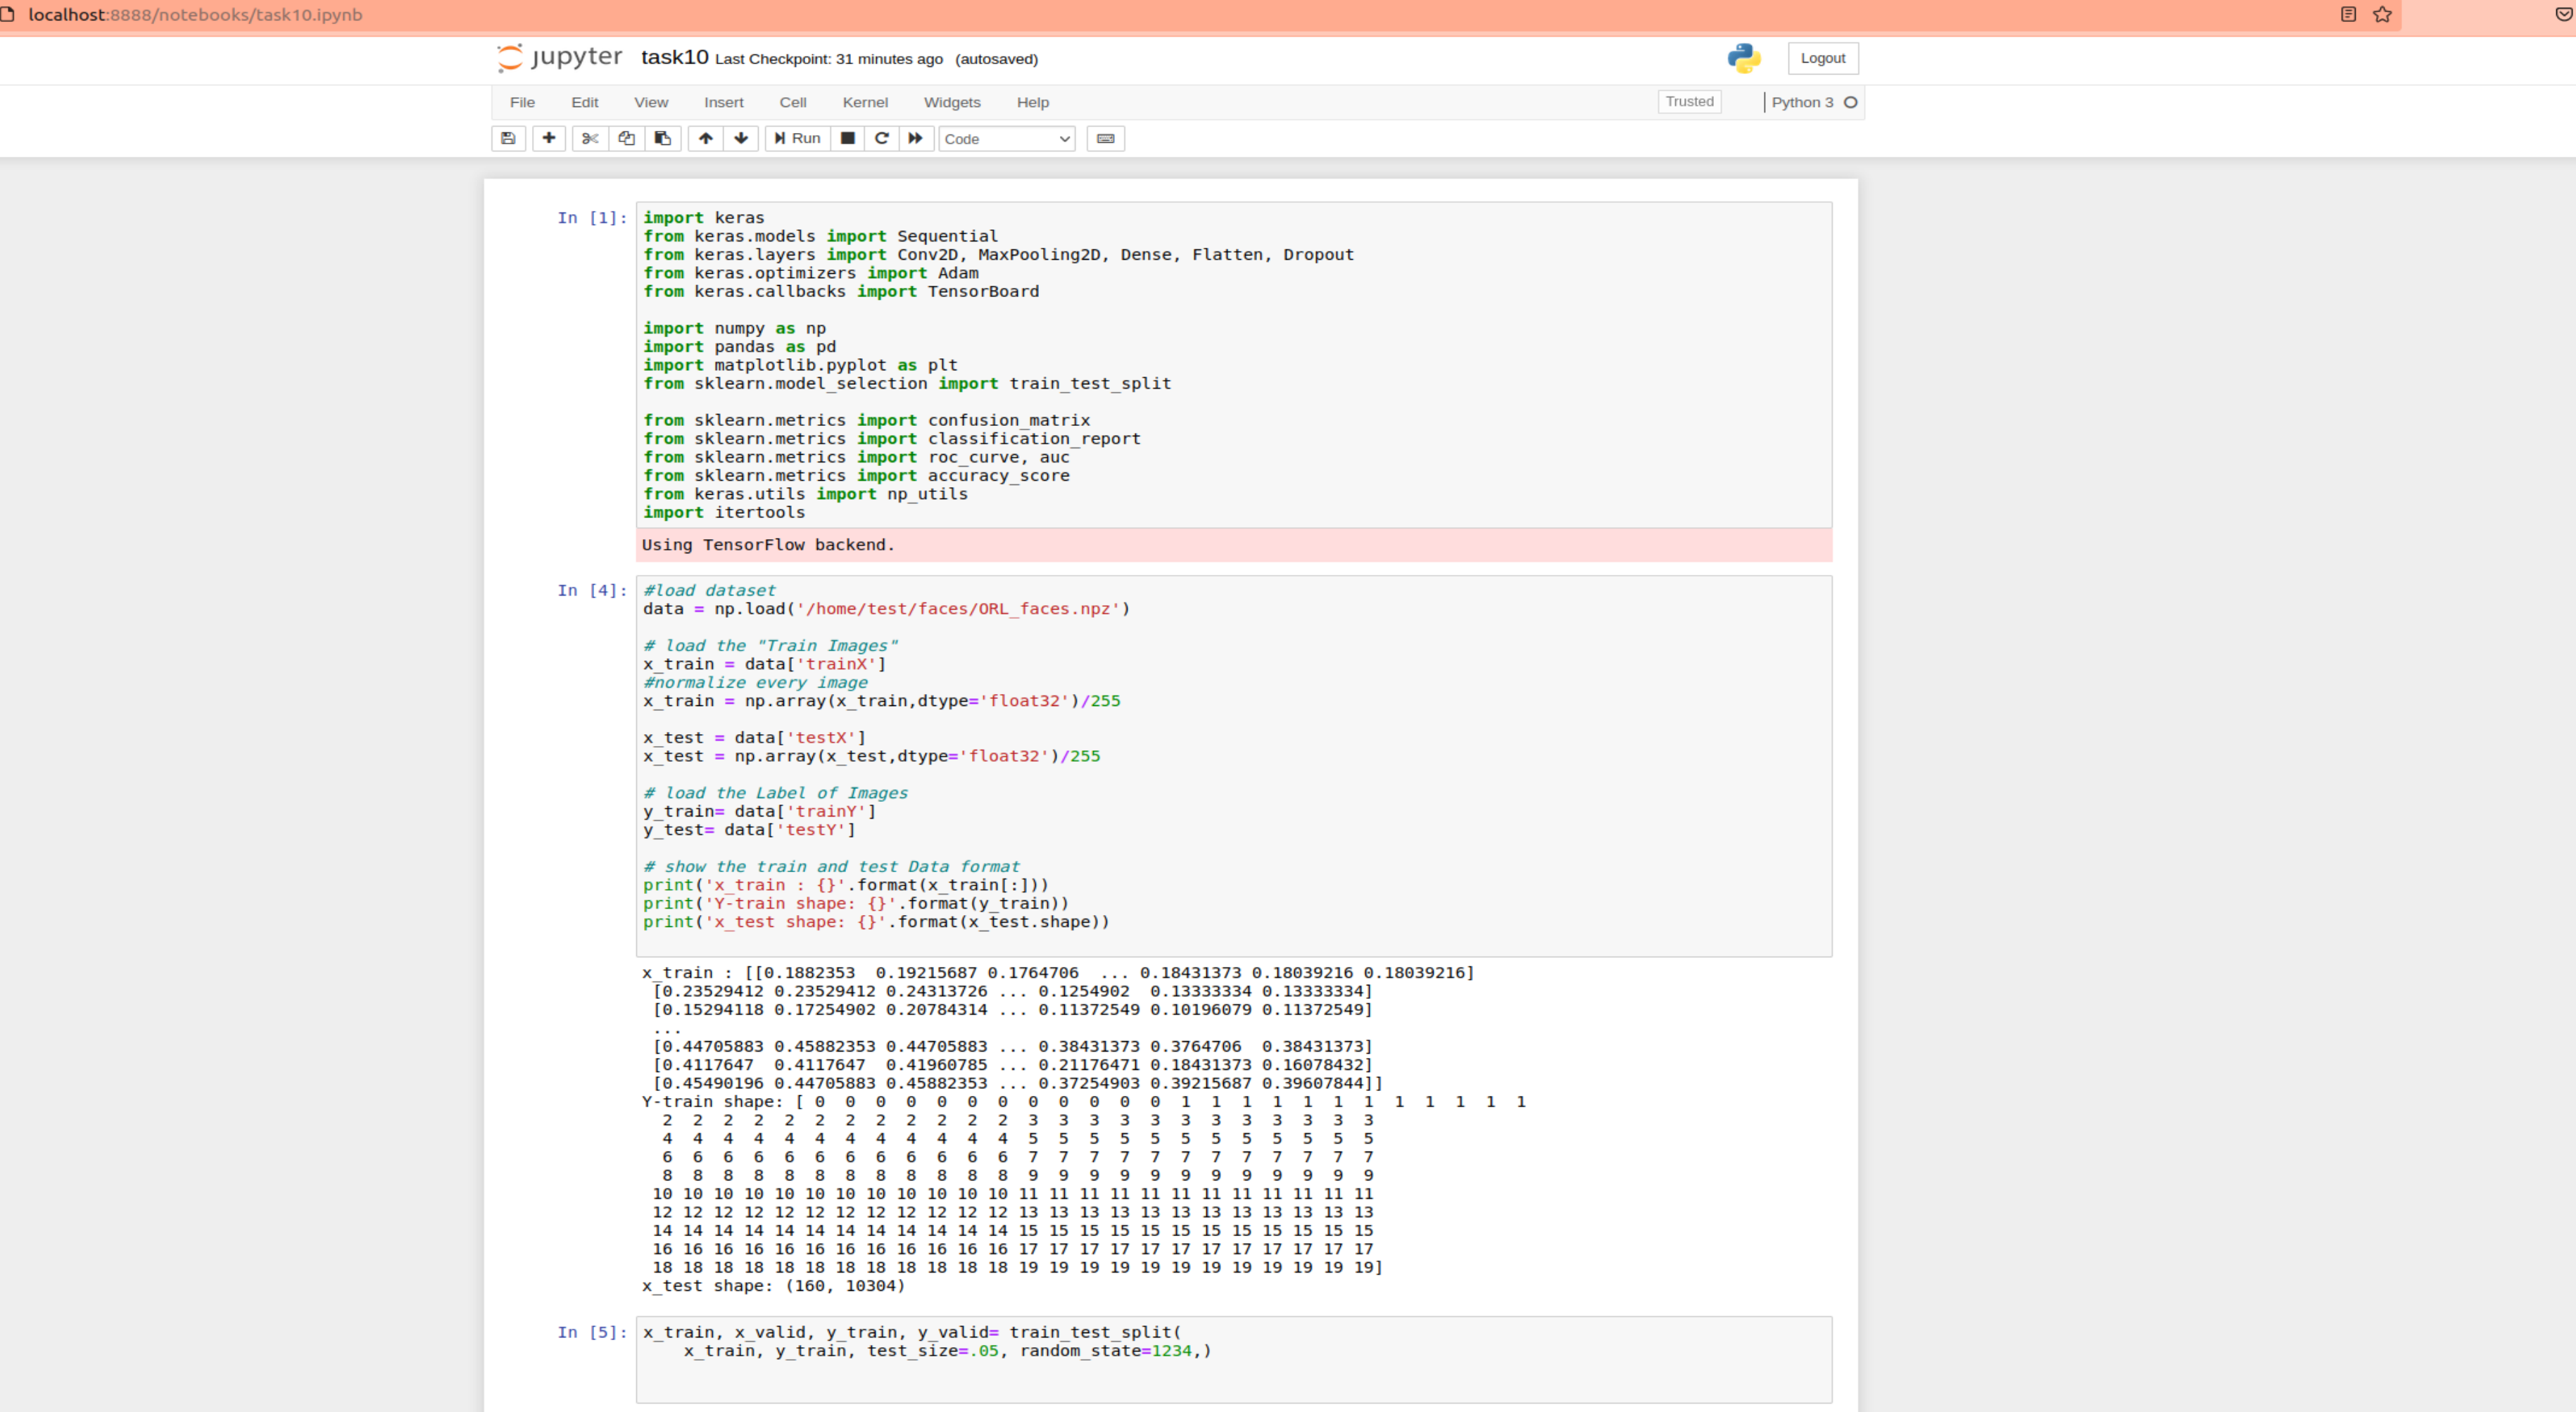 localhost:8888/notebooks/task10.ipynb
jupyter task10 Last Checkpoint: 31 minutes ago (autosaved)
Logout
File Edit View Insert Cell Kernel Widgets Help
Trusted
Python 3
Run
Code
In [1]:
import keras
from keras.models import Sequential
from keras.layers import Conv2D, MaxPooling2D, Dense, Flatten, Dropout
from keras.optimizers import Adam
from keras.callbacks import TensorBoard
import numpy as np
import pandas as pd
import matplotlib.pyplot as plt
from sklearn.model_selection import train_test_split
from sklearn.metrics import confusion_matrix
from sklearn.metrics import classification_report
from sklearn.metrics import roc_curve, auc
from sklearn.metrics import accuracy_score
from keras.utils import np_utils
import itertools
Using TensorFlow backend.
In [4]:
#load dataset
data = np.load('/home/test/faces/ORL_faces.npz')
# load the "Train Images"
x_train = data['trainX']
#normalize every image
x_train = np.array(x_train,dtype='float32')/255
x_test = data['testX']
x_test = np.array(x_test,dtype='float32')/255
# load the Label of Images
y_train= data['trainY']
y_test= data['testY']
# show the train and test Data format
print('x_train : {}'.format(x_train[:]))
print('Y-train shape: {}'.format(y_train))
print('x_test shape: {}'.format(x_test.shape))
x_train : [[0.1882353  0.19215687 0.1764706  ... 0.18431373 0.18039216 0.18039216]
[0.23529412 0.23529412 0.24313726 ... 0.1254902  0.13333334 0.13333334]
[0.15294118 0.17254902 0.20784314 ... 0.11372549 0.10196079 0.11372549]
...
[0.44705883 0.45882353 0.44705883 ... 0.38431373 0.3764706  0.38431373]
[0.4117647  0.4117647  0.41960785 ... 0.21176471 0.18431373 0.16078432]
[0.45490196 0.44705883 0.45882353 ... 0.37254903 0.39215687 0.39607844]]
Y-train shape: [ 0  0  0  0  0  0  0  0  0  0  0  0  1  1  1  1  1  1  1  1  1  1  1  1
2  2  2  2  2  2  2  2  2  2  2  2  3  3  3  3  3  3  3  3  3  3  3  3
4  4  4  4  4  4  4  4  4  4  4  4  5  5  5  5  5  5  5  5  5  5  5  5
6  6  6  6  6  6  6  6  6  6  6  6  7  7  7  7  7  7  7  7  7  7  7  7
8  8  8  8  8  8  8  8  8  8  8  8  9  9  9  9  9  9  9  9  9  9  9  9
10 10 10 10 10 10 10 10 10 10 10 10 11 11 11 11 11 11 11 11 11 11 11 11
12 12 12 12 12 12 12 12 12 12 12 12 13 13 13 13 13 13 13 13 13 13 13 13
14 14 14 14 14 14 14 14 14 14 14 14 15 15 15 15 15 15 15 15 15 15 15 15
16 16 16 16 16 16 16 16 16 16 16 16 17 17 17 17 17 17 17 17 17 17 17 17
18 18 18 18 18 18 18 18 18 18 18 18 19 19 19 19 19 19 19 19 19 19 19 19]
x_test shape: (160, 10304)
In [5]:
x_train, x_valid, y_train, y_valid= train_test_split(
x_train, y_train, test_size=.05, random_state=1234,)